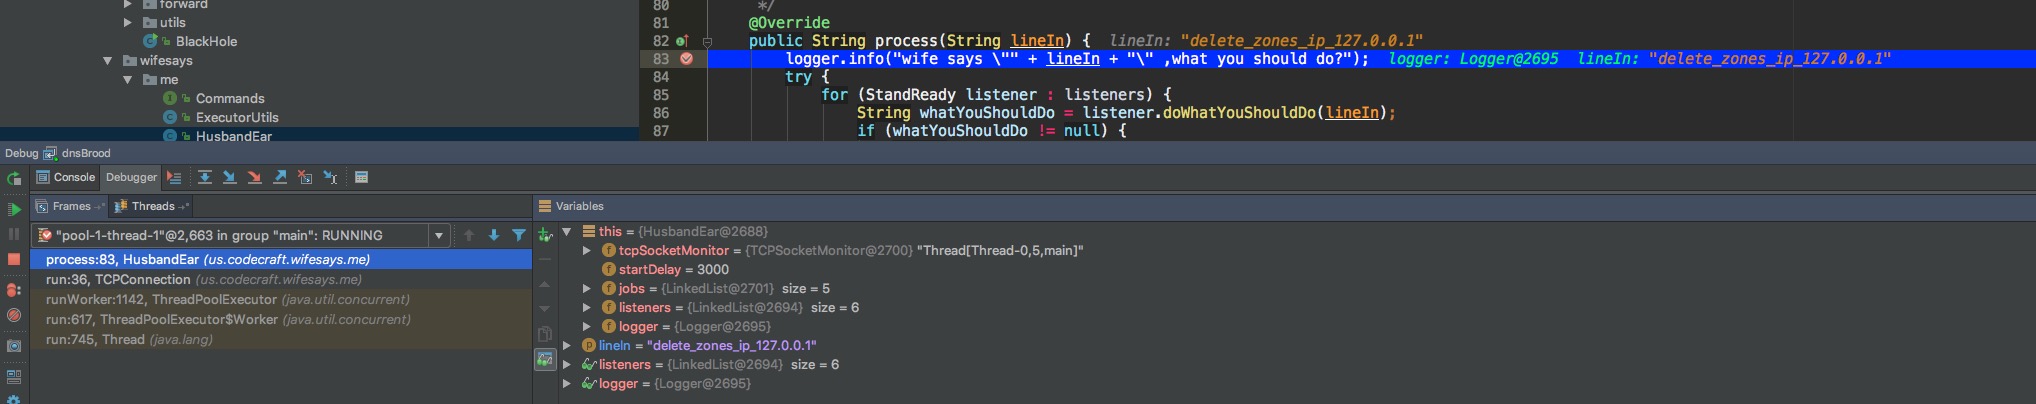 forward
utils
BlackHole
wifesays
me
Commands
ExecutorUtils
HusbandEar
80 */
81 @Override
82 public String process(String lineIn) { lineIn: "delete_zones_ip_127.0.0.1"
83 logger.info("wife says \"" + lineIn + "\" ,what you should do?"); logger: Logger@2695 lineIn: "delete_zones_ip_127.0.0.1"
84 try {
85 for (StandReady listener : listeners) {
86 String whatYouShouldDo = listener.doWhatYouShouldDo(lineIn);
87 if (whatYouShouldDo != null) {
Debug dnsBrood
Console Debugger
Frames Threads
"pool-1-thread-1"@2,663 in group "main": RUNNING
process:83, HusbandEar (us.codecraft.wifesays.me)
run:36, TCPConnection (us.codecraft.wifesays.me)
runWorker:1142, ThreadPoolExecutor (java.util.concurrent)
run:617, ThreadPoolExecutor$Worker (java.util.concurrent)
run:745, Thread (java.lang)
Variables
this = {HusbandEar@2688}
tcpSocketMonitor = {TCPSocketMonitor@2700} "Thread[Thread-0,5,main]"
startDelay = 3000
jobs = {LinkedList@2701} size = 5
listeners = {LinkedList@2694} size = 6
logger = {Logger@2695}
lineIn = "delete_zones_ip_127.0.0.1"
listeners = {LinkedList@2694} size = 6
logger = {Logger@2695}